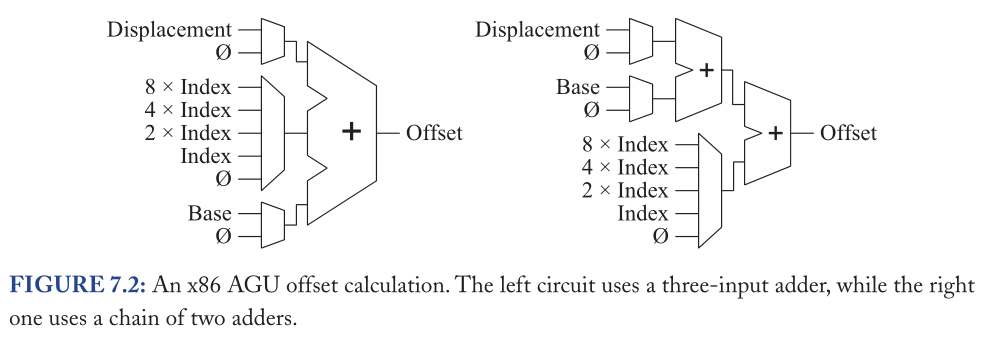 Displacement
Ø
8 × Index
4 × Index
2 × Index
Index
Ø
Base
Ø
+
Offset
Displacement
Ø
Base
Ø
+
8 × Index
4 × Index
2 × Index
Index
Ø
+
Offset
FIGURE 7.2: An x86 AGU offset calculation. The left circuit uses a three-input adder, while the right
one uses a chain of two adders.